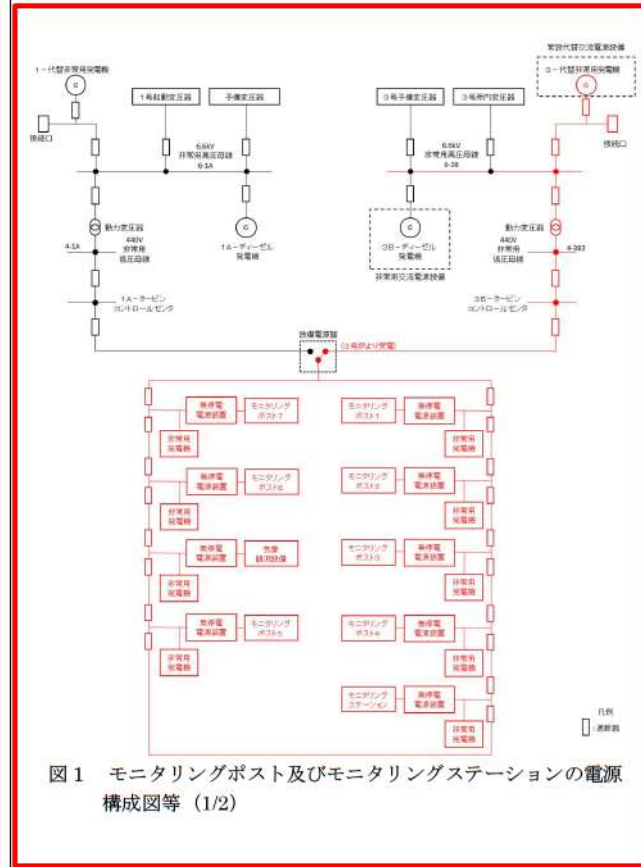 常設代替交流電源設備
1－代替非常用発電機
3－代替非常用発電機
G
G
1号起動変圧器
予備変圧器
3号予備変圧器
3号所内変圧器
接続口
接続口
6.6kV
非常用高圧母線
6-1A
6.6kV
非常用高圧母線
6-3B
動力変圧器
G
1A－ディーゼル
発電機
G
3B－ディーゼル
発電機
非常用交流電源設備
動力変圧器
4-1A
440V
非常用
低圧母線
440V
非常用
低圧母線
4-3B2
1A－タービン
コントロールセンタ
3B－タービン
コントロールセンタ
設備電源盤
(3号炉より受電)
無停電
電源装置
モニタリング
ポスト7
非常用
発電機
モニタリング
ポスト1
無停電
電源装置
非常用
発電機
無停電
電源装置
モニタリング
ポスト6
非常用
発電機
モニタリング
ポスト2
無停電
電源装置
非常用
発電機
無停電
電源装置
気象
観測設備
非常用
発電機
モニタリング
ポスト3
無停電
電源装置
非常用
発電機
無停電
電源装置
モニタリング
ポスト5
非常用
発電機
モニタリング
ポスト4
無停電
電源装置
非常用
発電機
モニタリング
ステーション
無停電
電源装置
非常用
発電機
凡例
:遮断器
図1 モニタリングポスト及びモニタリングステーションの電源
構成図等 (1/2)